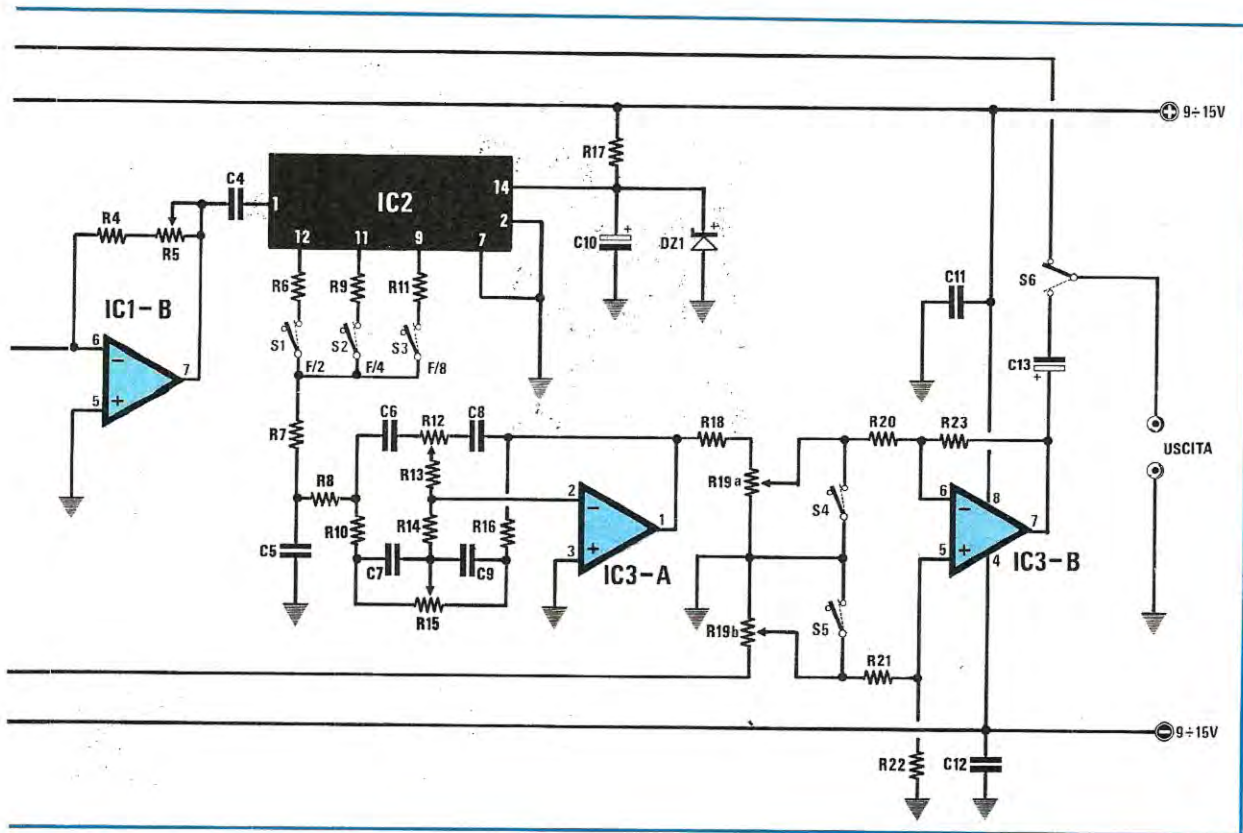 9÷15V
R17
C4
1
IC2
14
2
7
12
11
9
R4
R5
C10
+
DZ1
+
R6
R9
R11
C11
S6
IC1-B
6
-
7
5
+
S1
F/2
S2
F/4
S3
F/8
C13
+
C6
R12
C8
R18
R20
R23
R7
R13
R19a
USCITA
R8
2
-
1
S4
6
-
8
7
R10
R14
R16
C5
3
+
5
+
4
C7
C9
IC3-A
IC3-B
R15
R19b
S5
R21
9÷15V
R22
C12